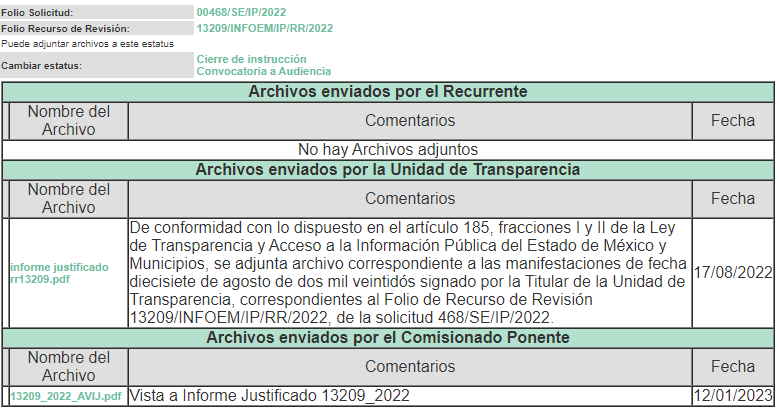 Folio Solicitud: 00468/SE/IP/2022
Folio Recurso de Revisión: 13209/INFOEM/IP/RR/2022
Puede adjuntar archivos a este estatus
Cambiar estatus: Cierre de instrucción
Convocatoria a Audiencia
Archivos enviados por el Recurrente
Nombre del Archivo Comentarios Fecha
No hay Archivos adjuntos
Archivos enviados por la Unidad de Transparencia
Nombre del Archivo Comentarios Fecha
informe justificado rr13209.pdf
De conformidad con lo dispuesto en el artículo 185, fracciones I y II de la Ley
de Transparencia y Acceso a la Información Pública del Estado de México y
Municipios, se adjunta archivo correspondiente a las manifestaciones de fecha
diecisiete de agosto de dos mil veintidós signado por la Titular de la Unidad de
Transparencia, correspondientes al Folio de Recurso de Revisión
13209/INFOEM/IP/RR/2022, de la solicitud 468/SE/IP/2022.
17/08/2022
Archivos enviados por el Comisionado Ponente
Nombre del Archivo Comentarios Fecha
13209_2022_AVIJ.pdf Vista a Informe Justificado 13209_2022 12/01/2023